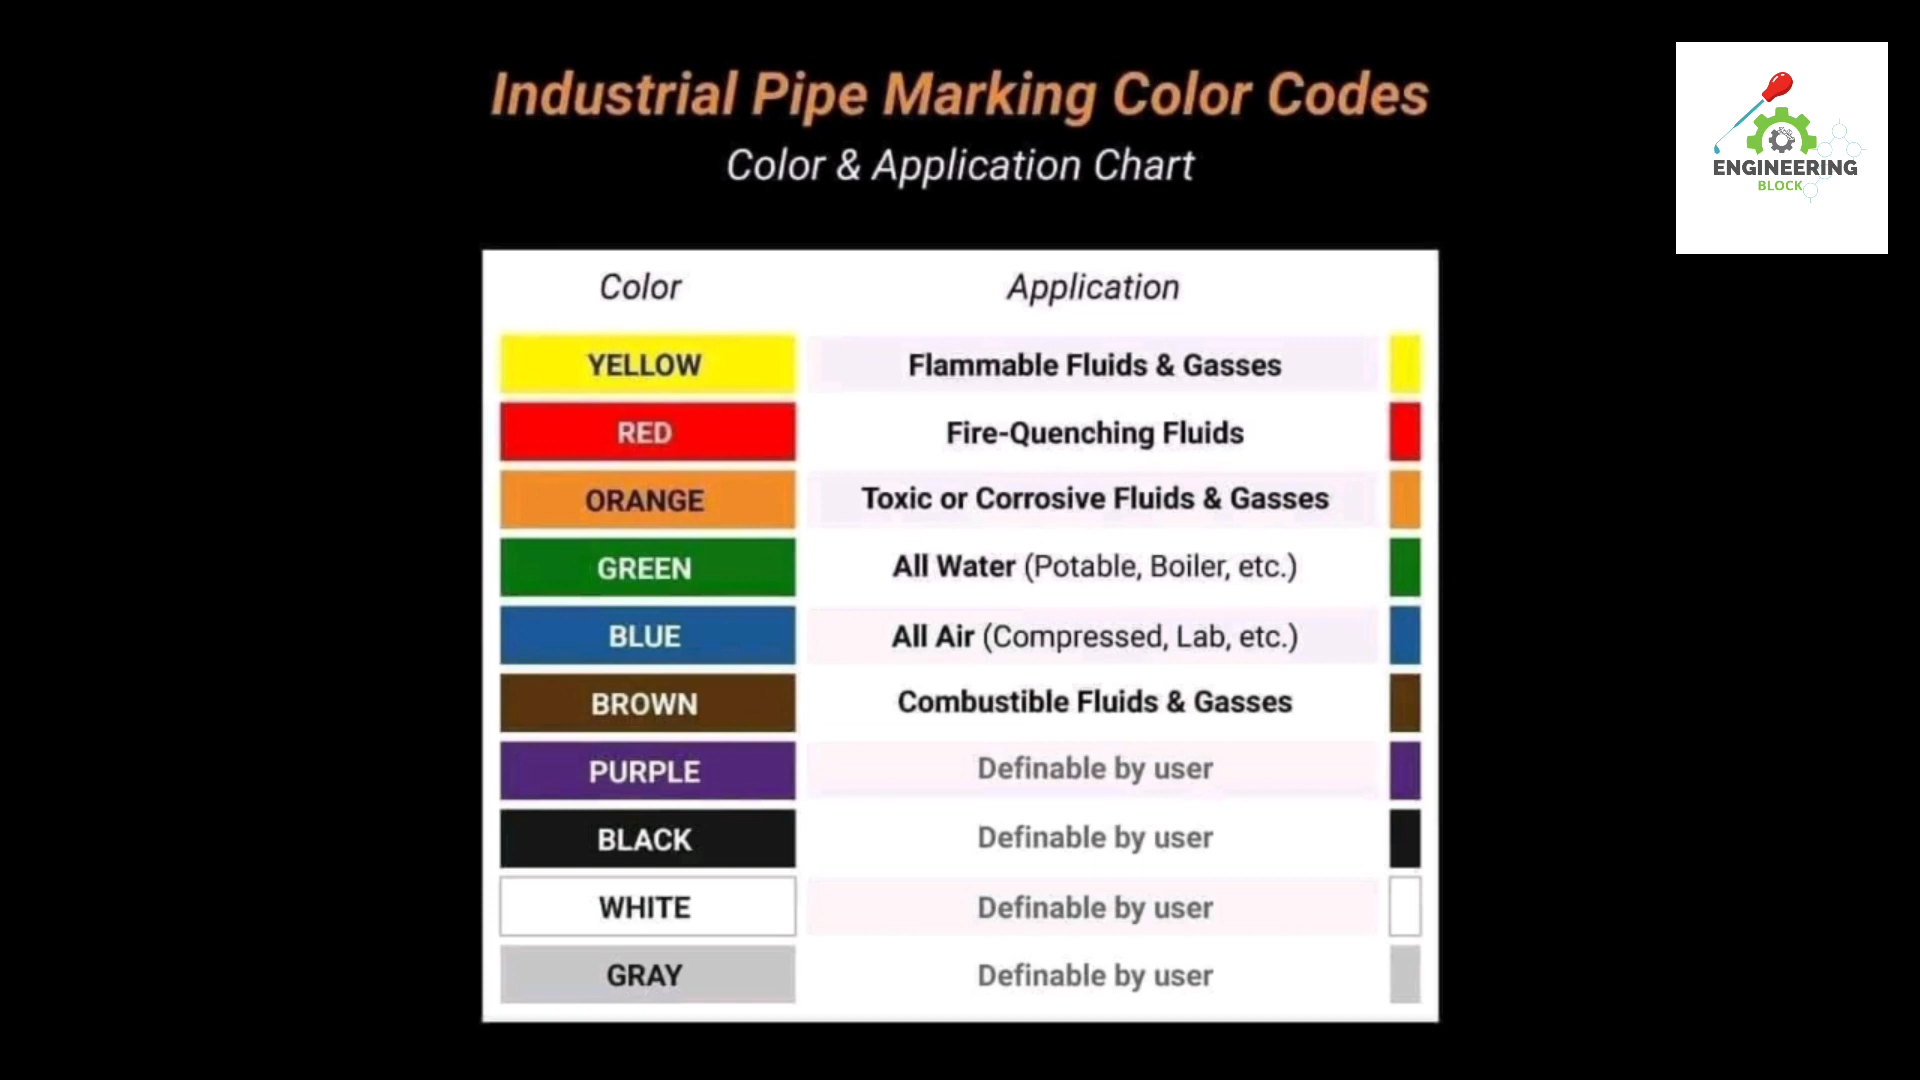 Industrial Pipe Marking Color Codes
Color & Application Chart
ENGINEERING
BLOCK
Color Application
YELLOW Flammable Fluids & Gasses
RED Fire-Quenching Fluids
ORANGE Toxic or Corrosive Fluids & Gasses
GREEN All Water (Potable, Boiler, etc.)
BLUE All Air (Compressed, Lab, etc.)
BROWN Combustible Fluids & Gasses
PURPLE Definable by user
BLACK Definable by user
WHITE Definable by user
GRAY Definable by user